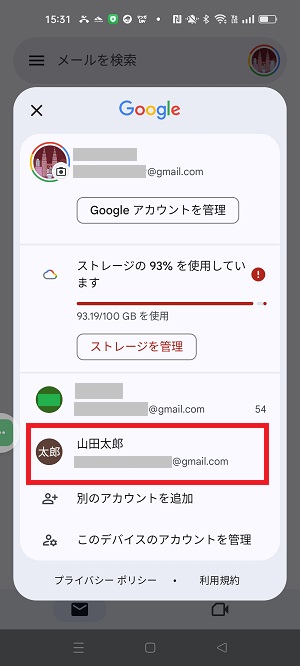 15:31
メールを検索
Google
@gmail.com
Google アカウントを管理
ストレージの 93% を使用してい
ます
93.19/100 GB を使用
ストレージを管理
@gmail.com 54
太郎 山田太郎
@gmail.com
別のアカウントを追加
このデバイスのアカウントを管理
プライバシー ポリシー • 利用規約